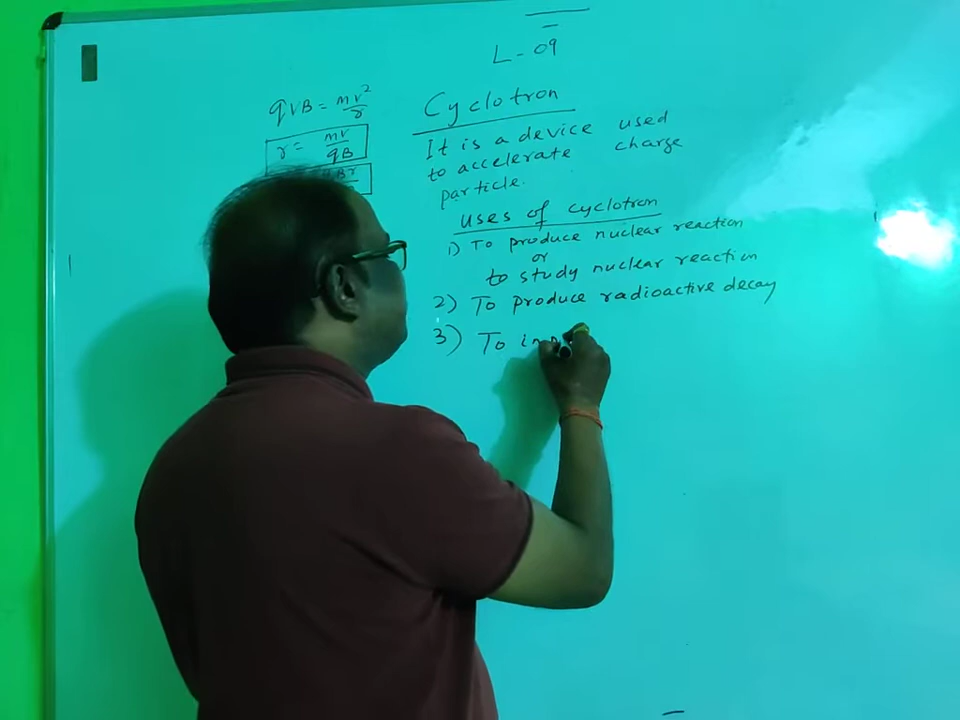 L - 09
qVB = mv²/r
r = mv/qB
Cyclotron
It is a device used
to accelerate charge
particle.
uses of cyclotron
1) To produce nuclear reaction
or
to study nuclear reaction
2) To produce radioactive decay
3) To